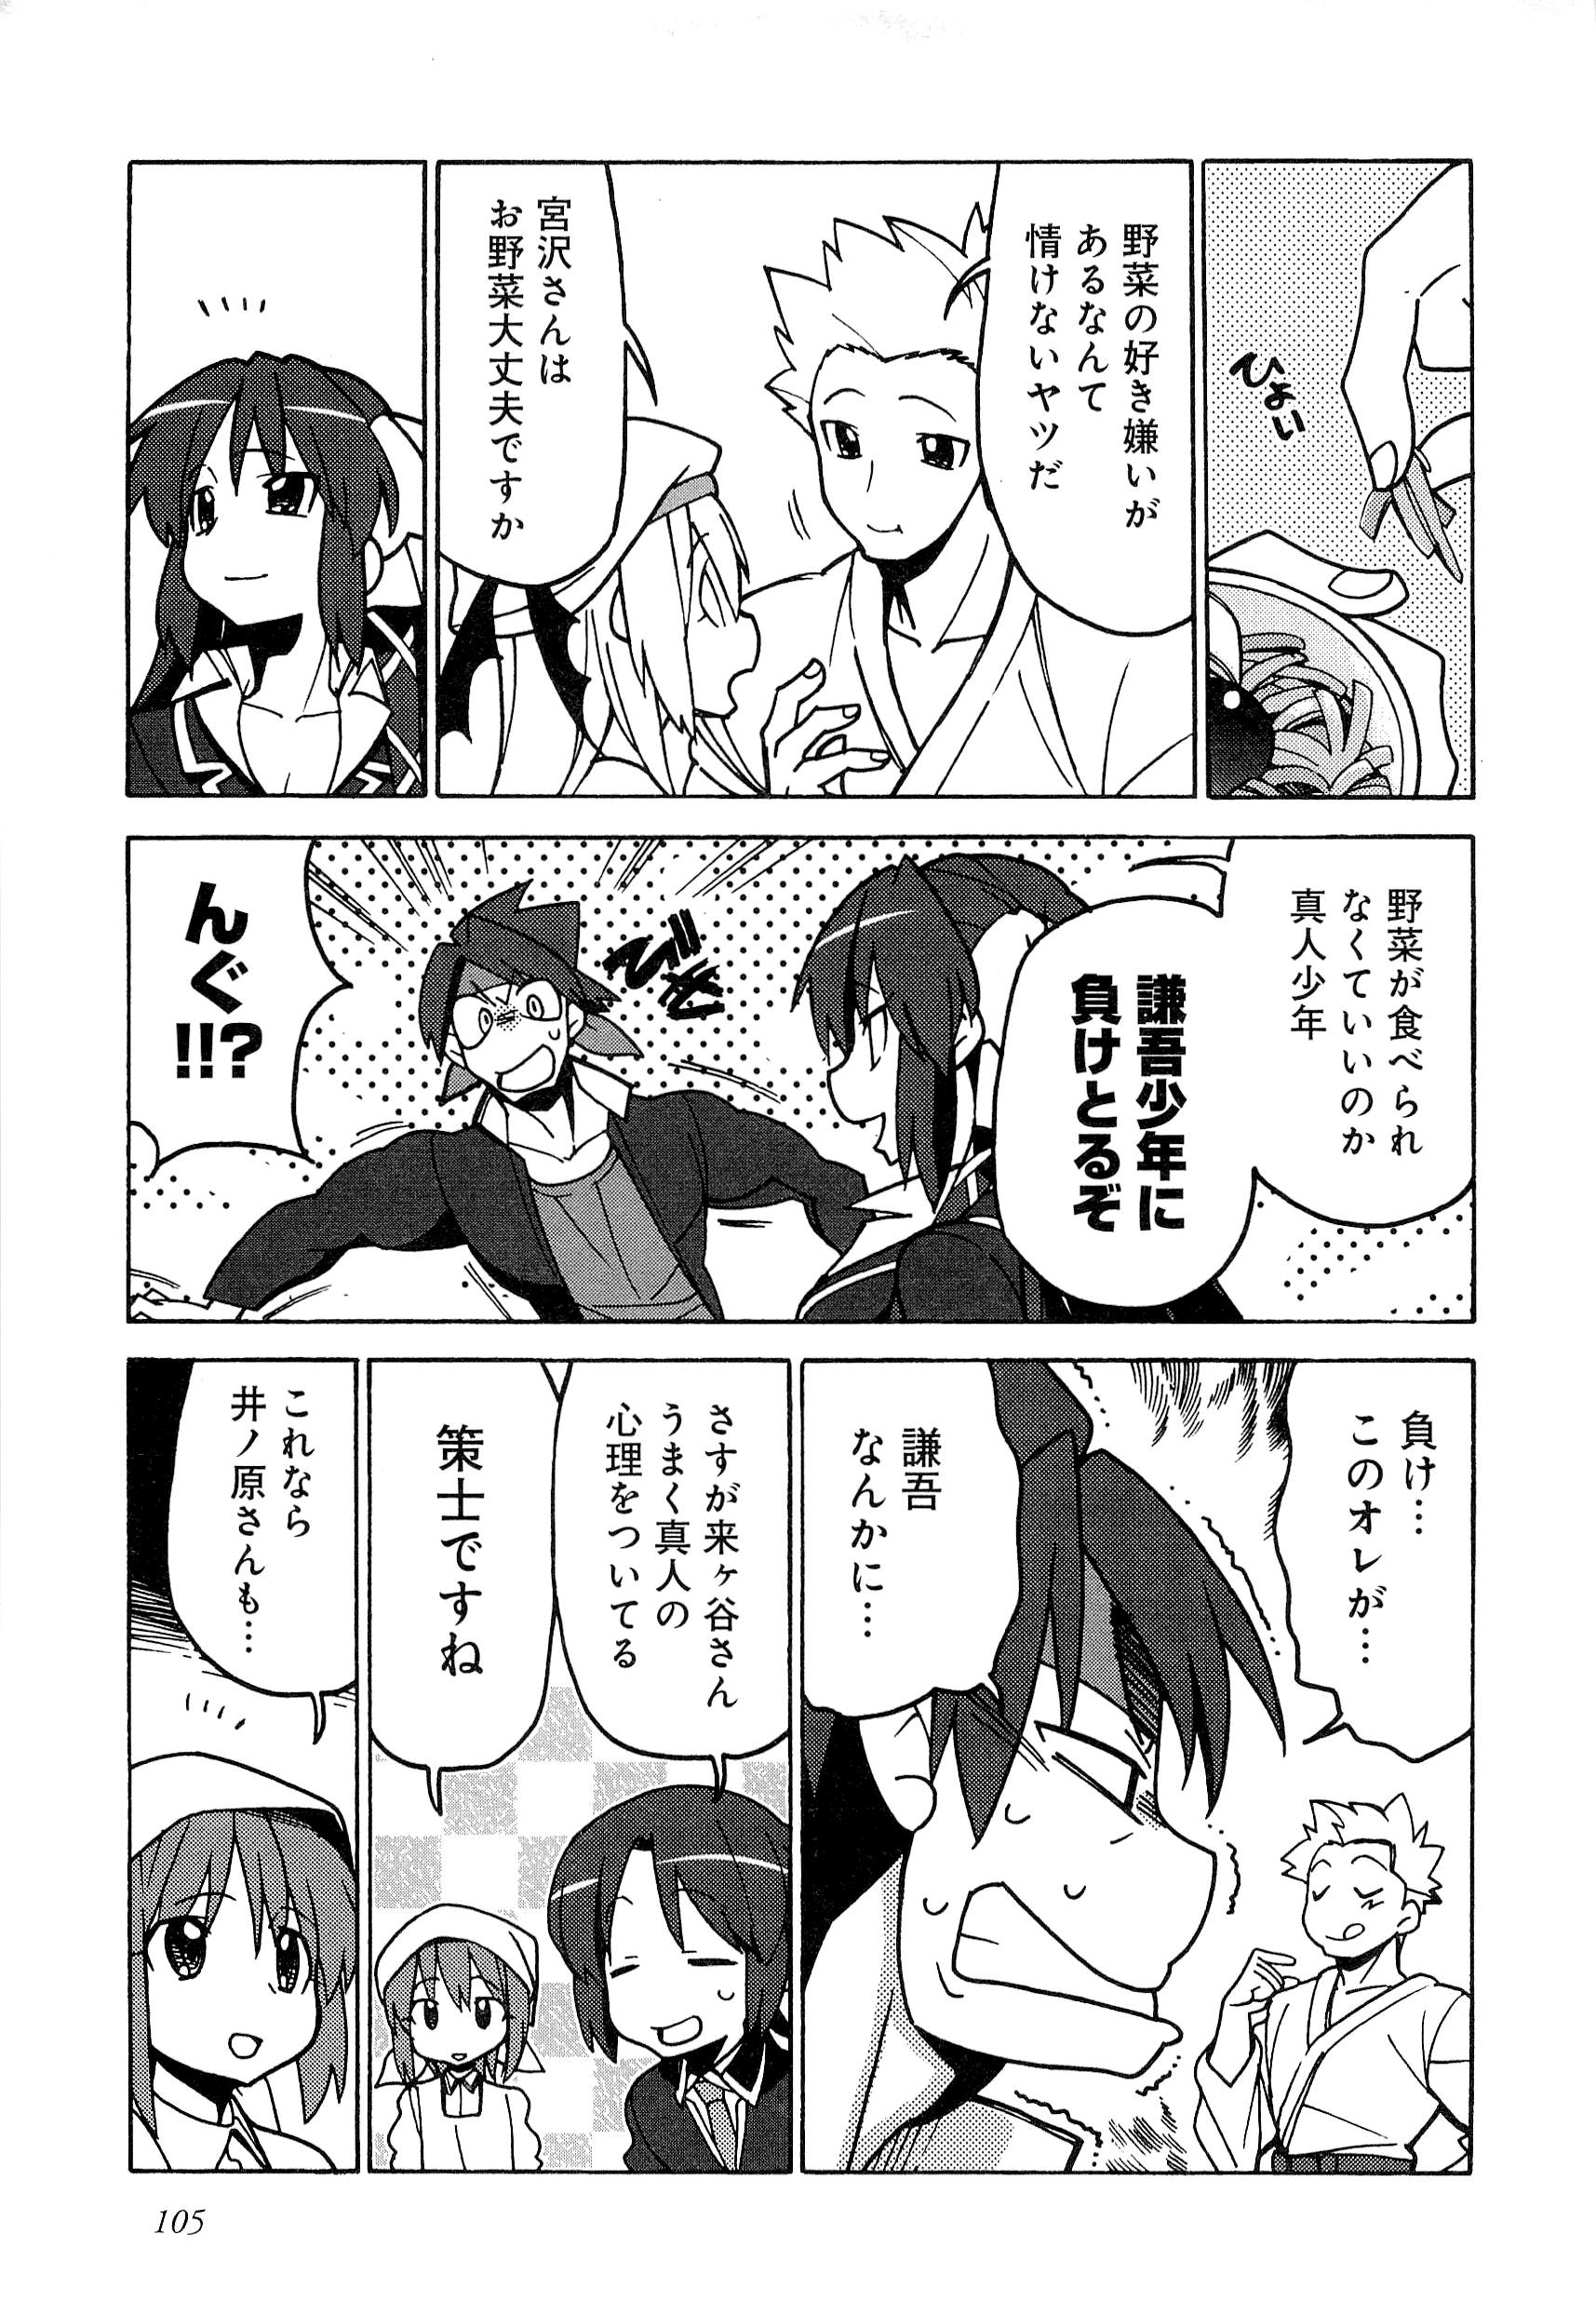 ひょい
野菜の好き嫌いが
あるなんて
情けないヤツだ
宮沢さんは
お野菜大丈夫ですか
野菜が食べられ
なくていいのか
真人少年
謙吾少年に
負けとるぞ
びくっ
んぐ!!?
負け…
このオレが…
謙吾
なんかに…
さすが来ヶ谷さん
うまく真人の
心理をついてる
策士ですね
これなら
井ノ原さんも…
105